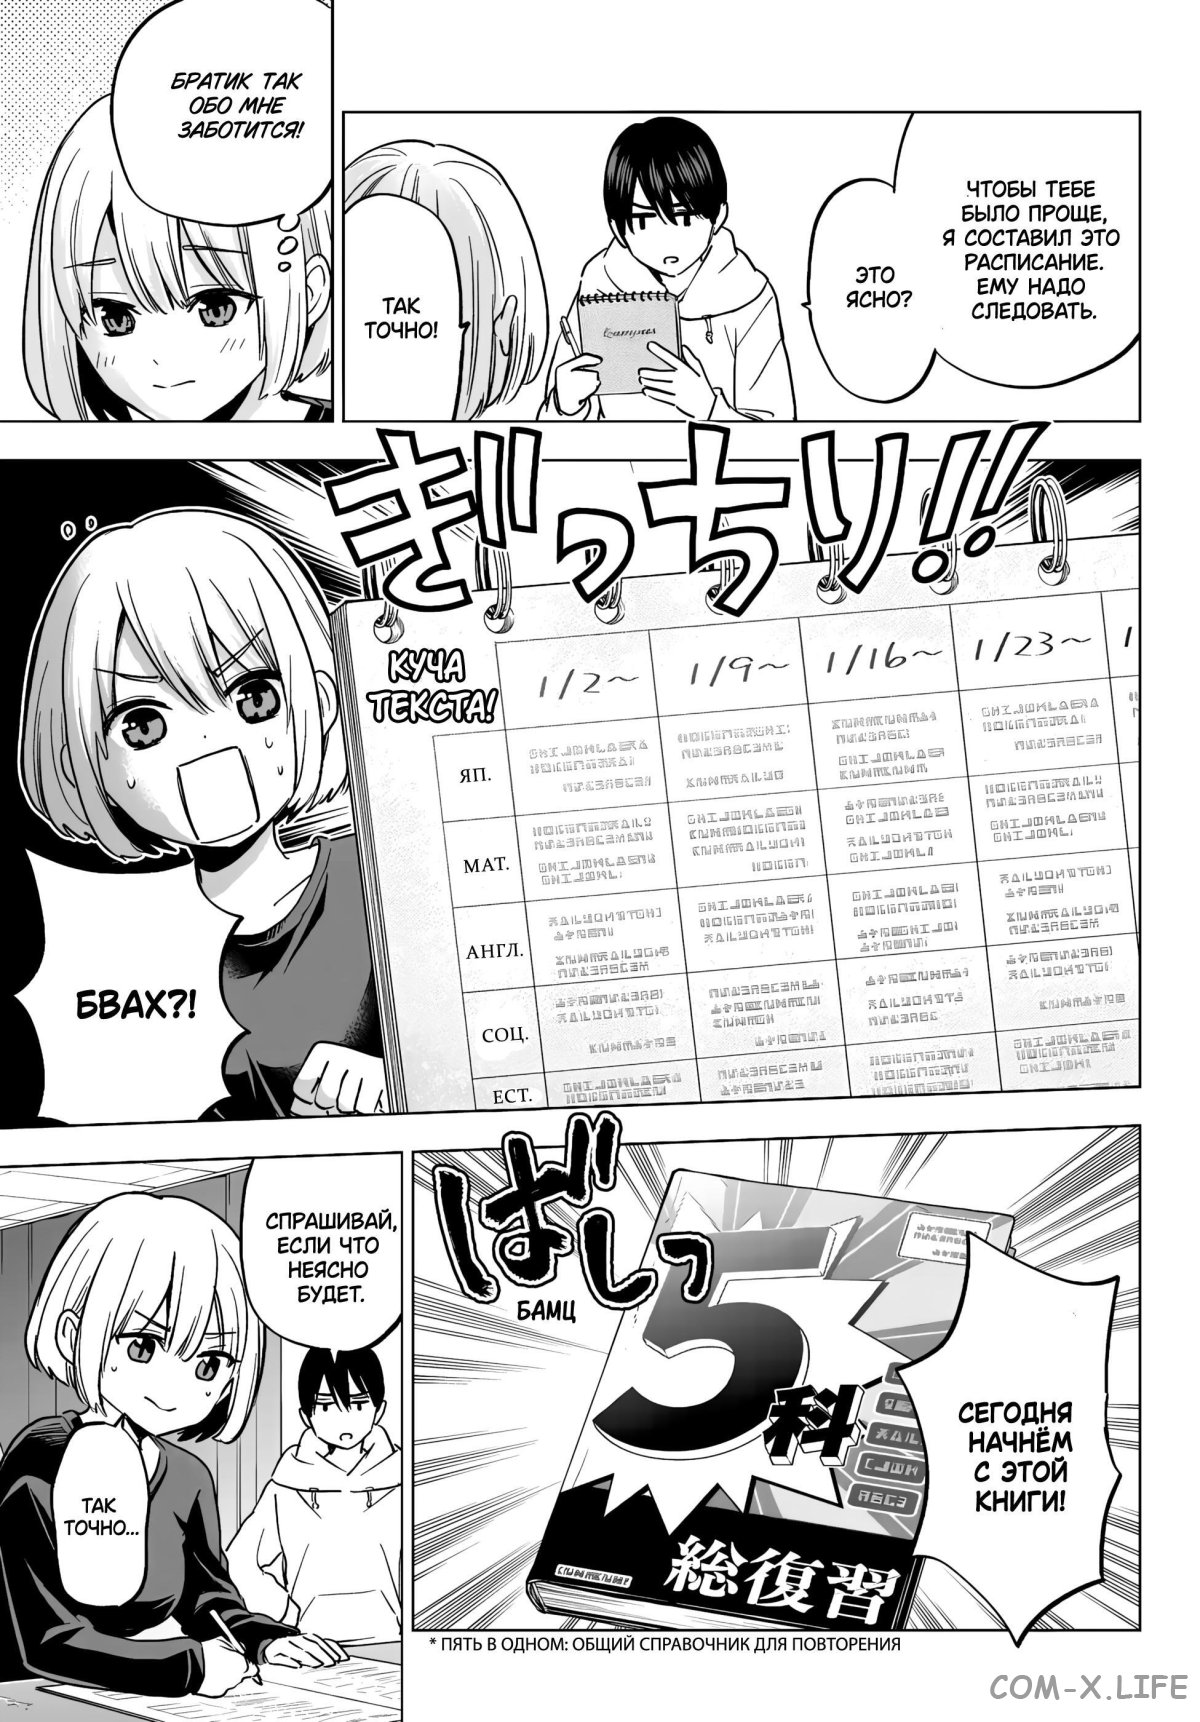 ЧТОБЫ ТЕБЕ
БЫЛО ПРОЩЕ,
Я СОСТАВИЛ ЭТО
РАСПИСАНИЕ.
ЕМУ НАДО
СЛЕДОВАТЬ.
ЭТО
ЯСНО?
ТАК
ТОЧНО!
БРАТИК ТАК
ОБО МНЕ
ЗАБОТИТСЯ!
ぎっちり!!
КУЧА
ТЕКСТА!
1/2~ 1/9~ 1/16~ 1/23~
ЯП.
МАТ.
АНГЛ.
СОЦ.
ЕСТ.
БВАХ?!
ばしっ
БАМЦ
5科
総復習
СЕГОДНЯ
НАЧНЁМ
С ЭТОЙ
КНИГИ!
* ПЯТЬ В ОДНОМ: ОБЩИЙ СПРАВОЧНИК ДЛЯ ПОВТОРЕНИЯ
СПРАШИВАЙ,
ЕСЛИ ЧТО
НЕЯСНО
БУДЕТ.
ТАК
ТОЧНО...
COM-X.LIFE